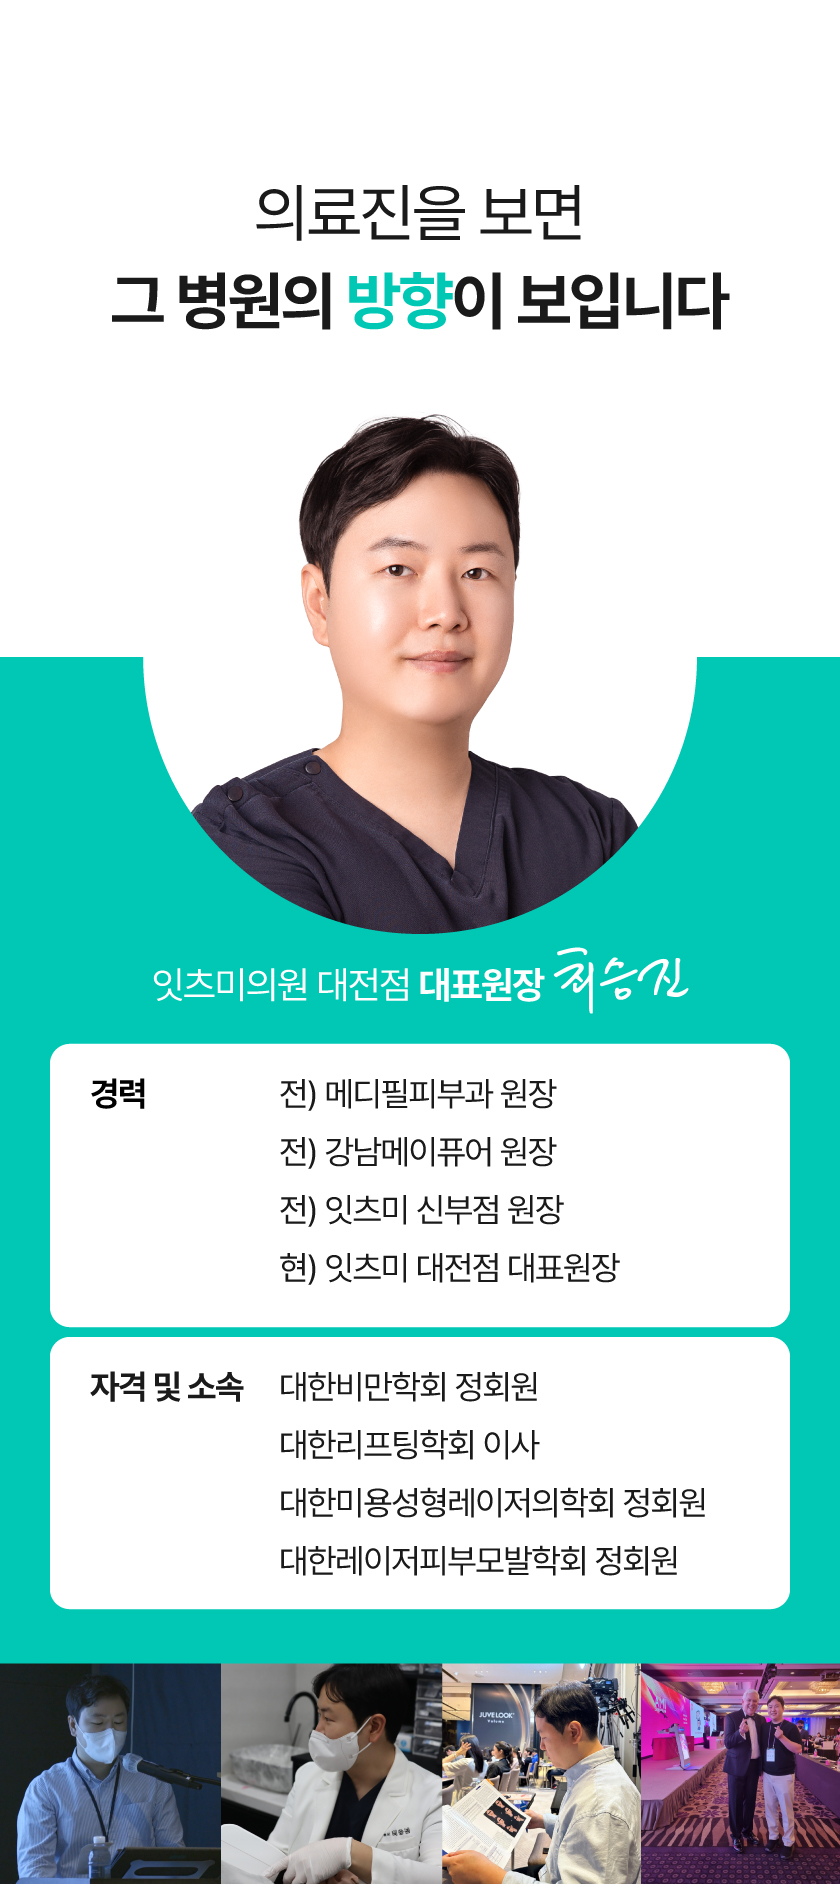 의료진을 보면
그 병원의 방향이 보입니다
잇츠미의원 대전점 대표원장 최승진
경력
전) 메디필피부과 원장
전) 강남메이퓨어 원장
전) 잇츠미 신부점 원장
현) 잇츠미 대전점 대표원장
자격 및 소속
대한비만학회 정회원
대한리프팅학회 이사
대한미용성형레이저의학회 정회원
대한레이저피부모발학회 정회원
JUVELOOK
Volume